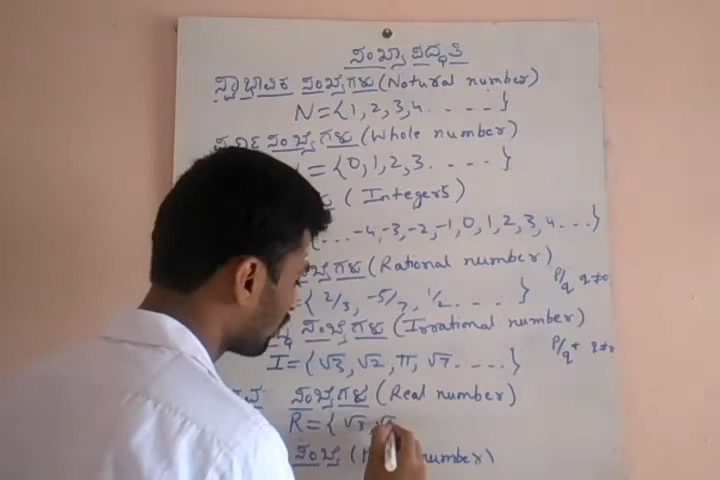 ಸಂಖ್ಯಾ ಪದ್ಧತಿ
ಸ್ವಾಭಾವಿಕ ಸಂಖ್ಯೆಗಳು (Natural number)
N = {1, 2, 3, 4 - - - - }
ಸಂಖ್ಯೆಗಳು (Whole number)
= {0, 1, 2, 3. - - - - }
(Integers)
{. . . -4, -3, -2, -1, 0, 1, 2, 3, 4 . . . }
ಸಂಖ್ಯೆಗಳು (Rational number)
= { 2/3, -5/7, 1/2 . - - - } P/q q≠0
ಸಂಖ್ಯೆಗಳು (Irrational number)
I = {√3, √2, π, √7 - - - - }
ಸಂಖ್ಯೆಗಳು (Real number)
R = { √3,
ಸಂಖ್ಯೆ number)